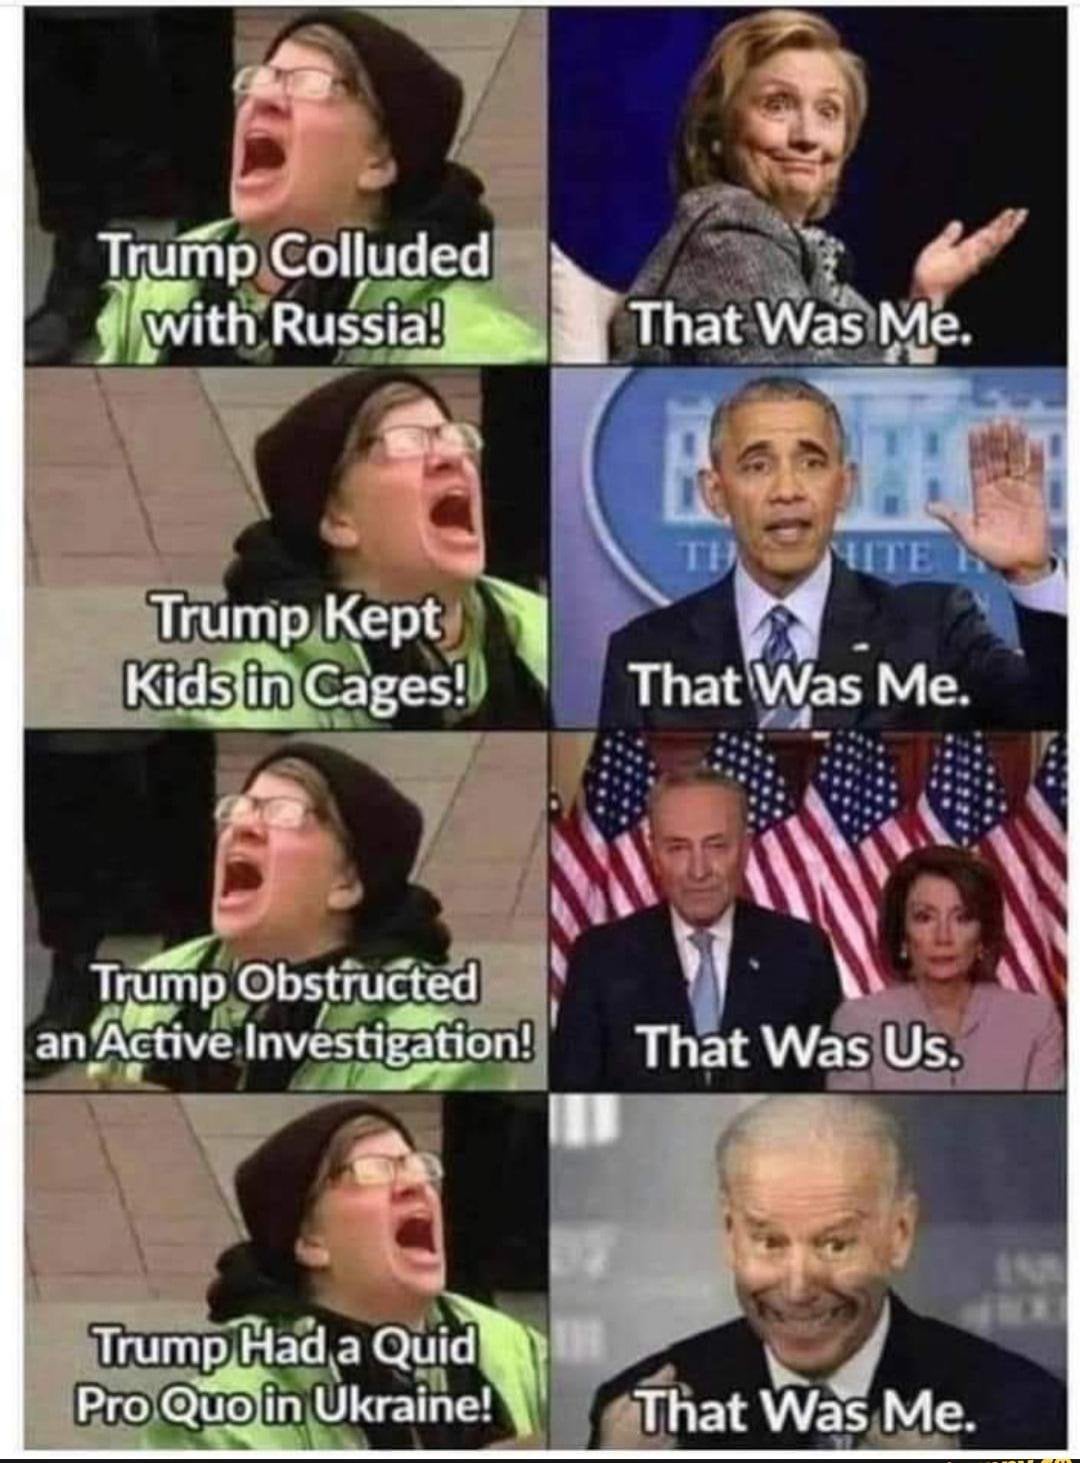 Trump Colluded
with Russia!
That Was Me.
Trump Kept
Kids in Cages!
That Was Me.
Trump Obstructed
an Active Investigation!
That Was Us.
Trump Had a Quid
Pro Quo in Ukraine!
That Was Me.